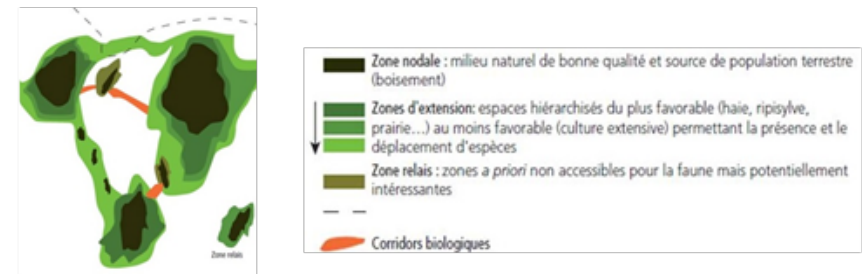 Zone relais
Zone nodale : milieu naturel de bonne qualité et source de population terrestre
(boisement)
Zones d'extension: espaces hiérarchisés du plus favorable (haie, ripisylve,
prairie...) au moins favorable (culture extensive) permettant la présence et le
déplacement d'espèces
Zone relais : zones a priori non accessibles pour la faune mais potentiellement
intéressantes
Corridors biologiques